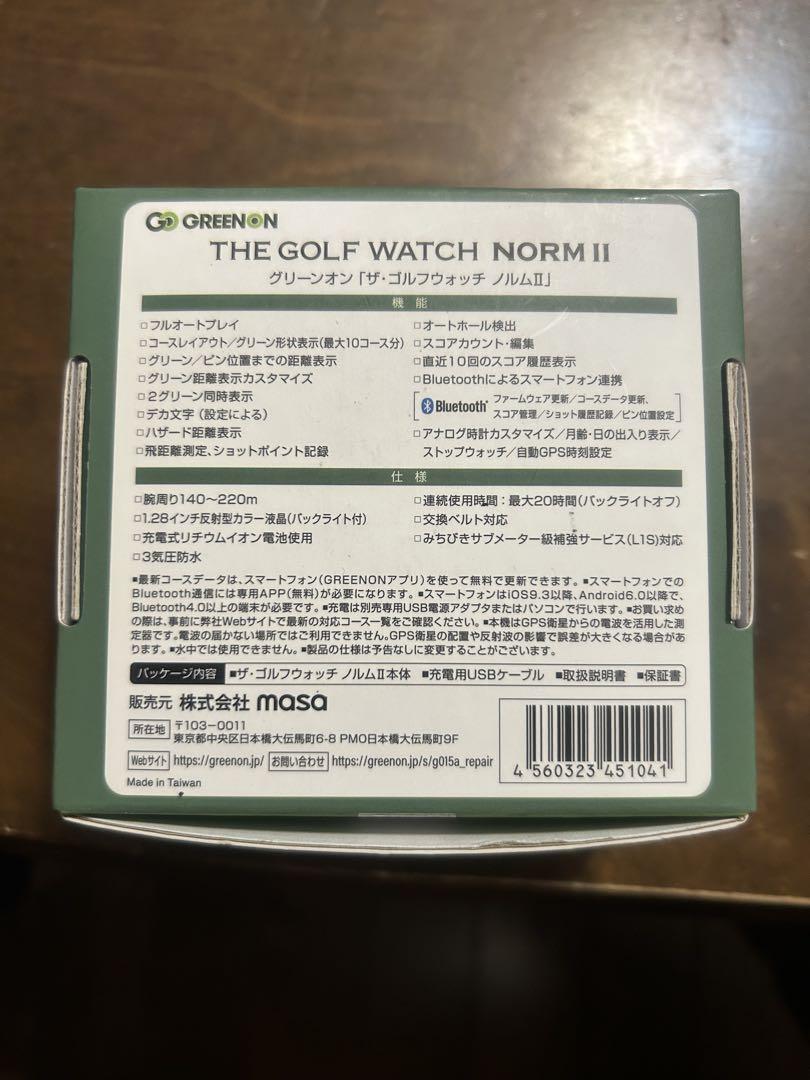 GREENON
THE GOLF WATCH NORM II
グリーンオン「ザ・ゴルフウォッチ ノルムII」
機能
□フルオートプレイ
□コースレイアウト/グリーン形状表示(最大10コース分)
□グリーン/ピン位置までの距離表示
□グリーン距離表示カスタマイズ
□2グリーン同時表示
□デカ文字(設定による)
□ハザード距離表示
□飛距離測定、ショットポイント記録
□オートホール検出
□スコアカウント・編集
□直近10回のスコア履歴表示
□Bluetoothによるスマートフォン連携
Bluetooth ファームウェア更新/コースデータ更新、
スコア管理/ショット履歴記録/ピン位置設定
□アナログ時計カスタマイズ/月齢・日の出入り表示/
ストップウォッチ/自動GPS時刻設定
仕様
□腕周り140〜220m
□1.28インチ反射型カラー液晶(バックライト付)
□充電式リチウムイオン電池使用
□3気圧防水
□連続使用時間:最大20時間(バックライトオフ)
□交換ベルト対応
□みちびきサブメーター級補強サービス(L1S)対応
■最新コースデータは、スマートフォン(GREENONアプリ)を使って無料で更新できます。■スマートフォンでの
Bluetooth通信には専用APP(無料)が必要になります。■スマートフォンはiOS9.3以降、Android6.0以降で、
Bluetooth4.0以上の端末が必要です。■充電は別売専用USB電源アダプタまたはパソコンで行います。■お買い求め
の際は、事前に弊社Webサイトで最新の対応コース一覧をご確認ください。■本機はGPS衛星からの電波を活用した測
定器です。電波の届かない場所ではご利用できません。GPS衛星の配置や反射波の影響で誤差が大きくなる場合があ
ります。■水中では使用できません。■製品の仕様は予告なしに変更することがございます。
パッケージ内容 ■ザ・ゴルフウォッチ ノルムII本体 ■充電用USBケーブル ■取扱説明書 ■保証書
販売元 株式会社 masa
所在地 〒103-0011
東京都中央区日本橋大伝馬町6-8 PMO日本橋大伝馬町9F
Webサイト https://greenon.jp/ お問い合わせ https://greenon.jp/s/g015a_repair
Made in Taiwan
4 560323 451041